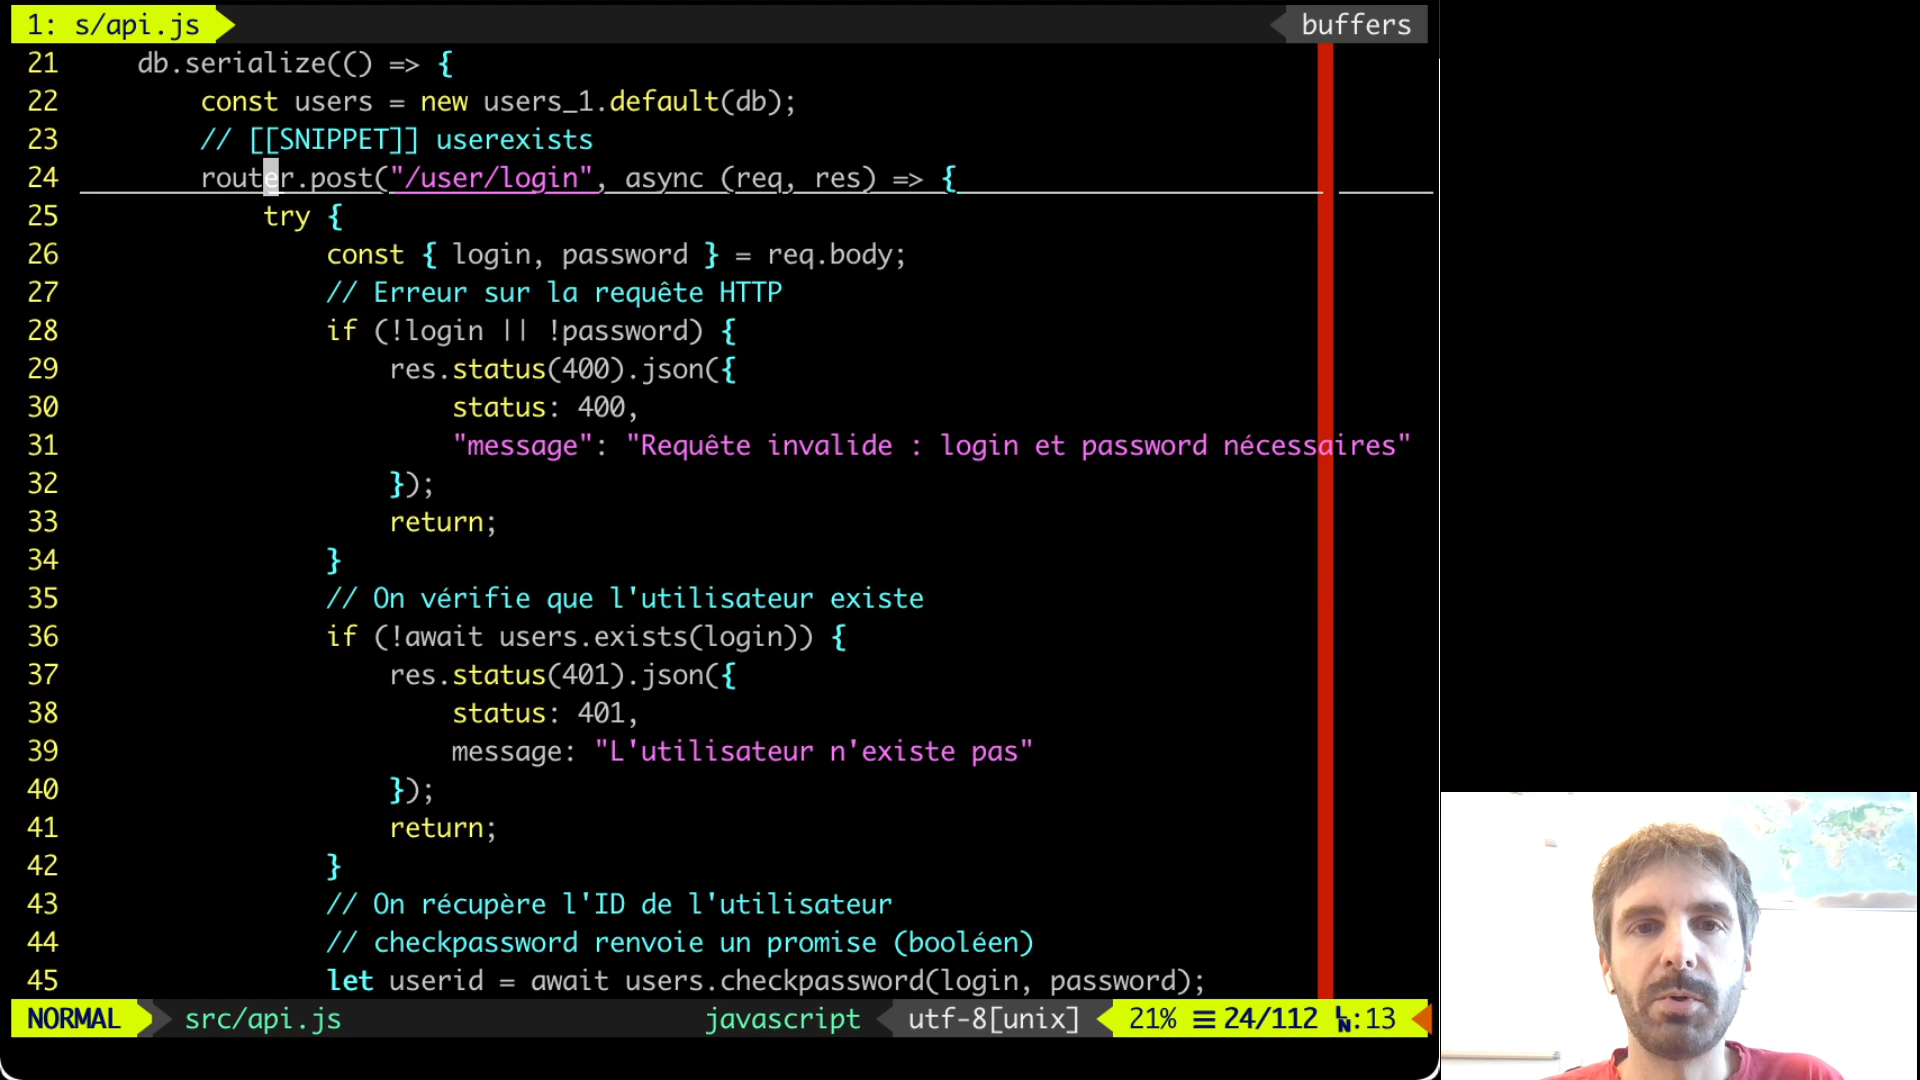 1: s/api.js
buffers
21 db.serialize(() => {
22 const users = new users_1.default(db);
23 // [[SNIPPET]] userexists
24 router.post("/user/login", async (req, res) => {
25 try {
26 const { login, password } = req.body;
27 // Erreur sur la requête HTTP
28 if (!login || !password) {
29 res.status(400).json({
30 status: 400,
31 "message": "Requête invalide : login et password nécessaires"
32 });
33 return;
34 }
35 // On vérifie que l'utilisateur existe
36 if (!await users.exists(login)) {
37 res.status(401).json({
38 status: 401,
39 message: "L'utilisateur n'existe pas"
40 });
41 return;
42 }
43 // On récupère l'ID de l'utilisateur
44 // checkpassword renvoie un promise (booléen)
45 let userid = await users.checkpassword(login, password);
NORMAL src/api.js javascript utf-8[unix] 21% ☰ 24/112 ㏑:13